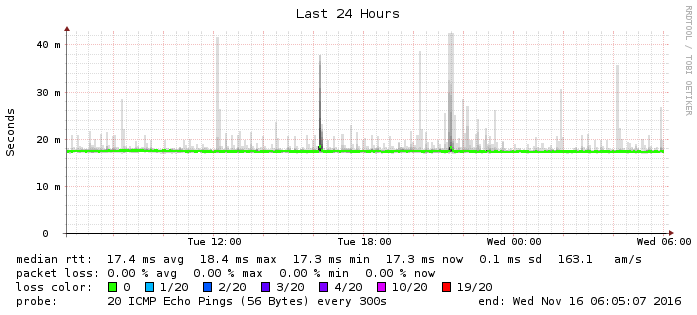 Last 24 Hours
RRDTOOL / TOBI OETIKER
Seconds
40 m
30 m
20 m
10 m
0
Tue 12:00 Tue 18:00 Wed 00:00 Wed 06:00
median rtt: 17.4 ms avg 18.4 ms max 17.3 ms min 17.3 ms now 0.1 ms sd 163.1 am/s
packet loss: 0.00 % avg 0.00 % max 0.00 % min 0.00 % now
loss color: 0 1/20 2/20 3/20 4/20 10/20 19/20
probe: 20 ICMP Echo Pings (56 Bytes) every 300s end: Wed Nov 16 06:05:07 2016